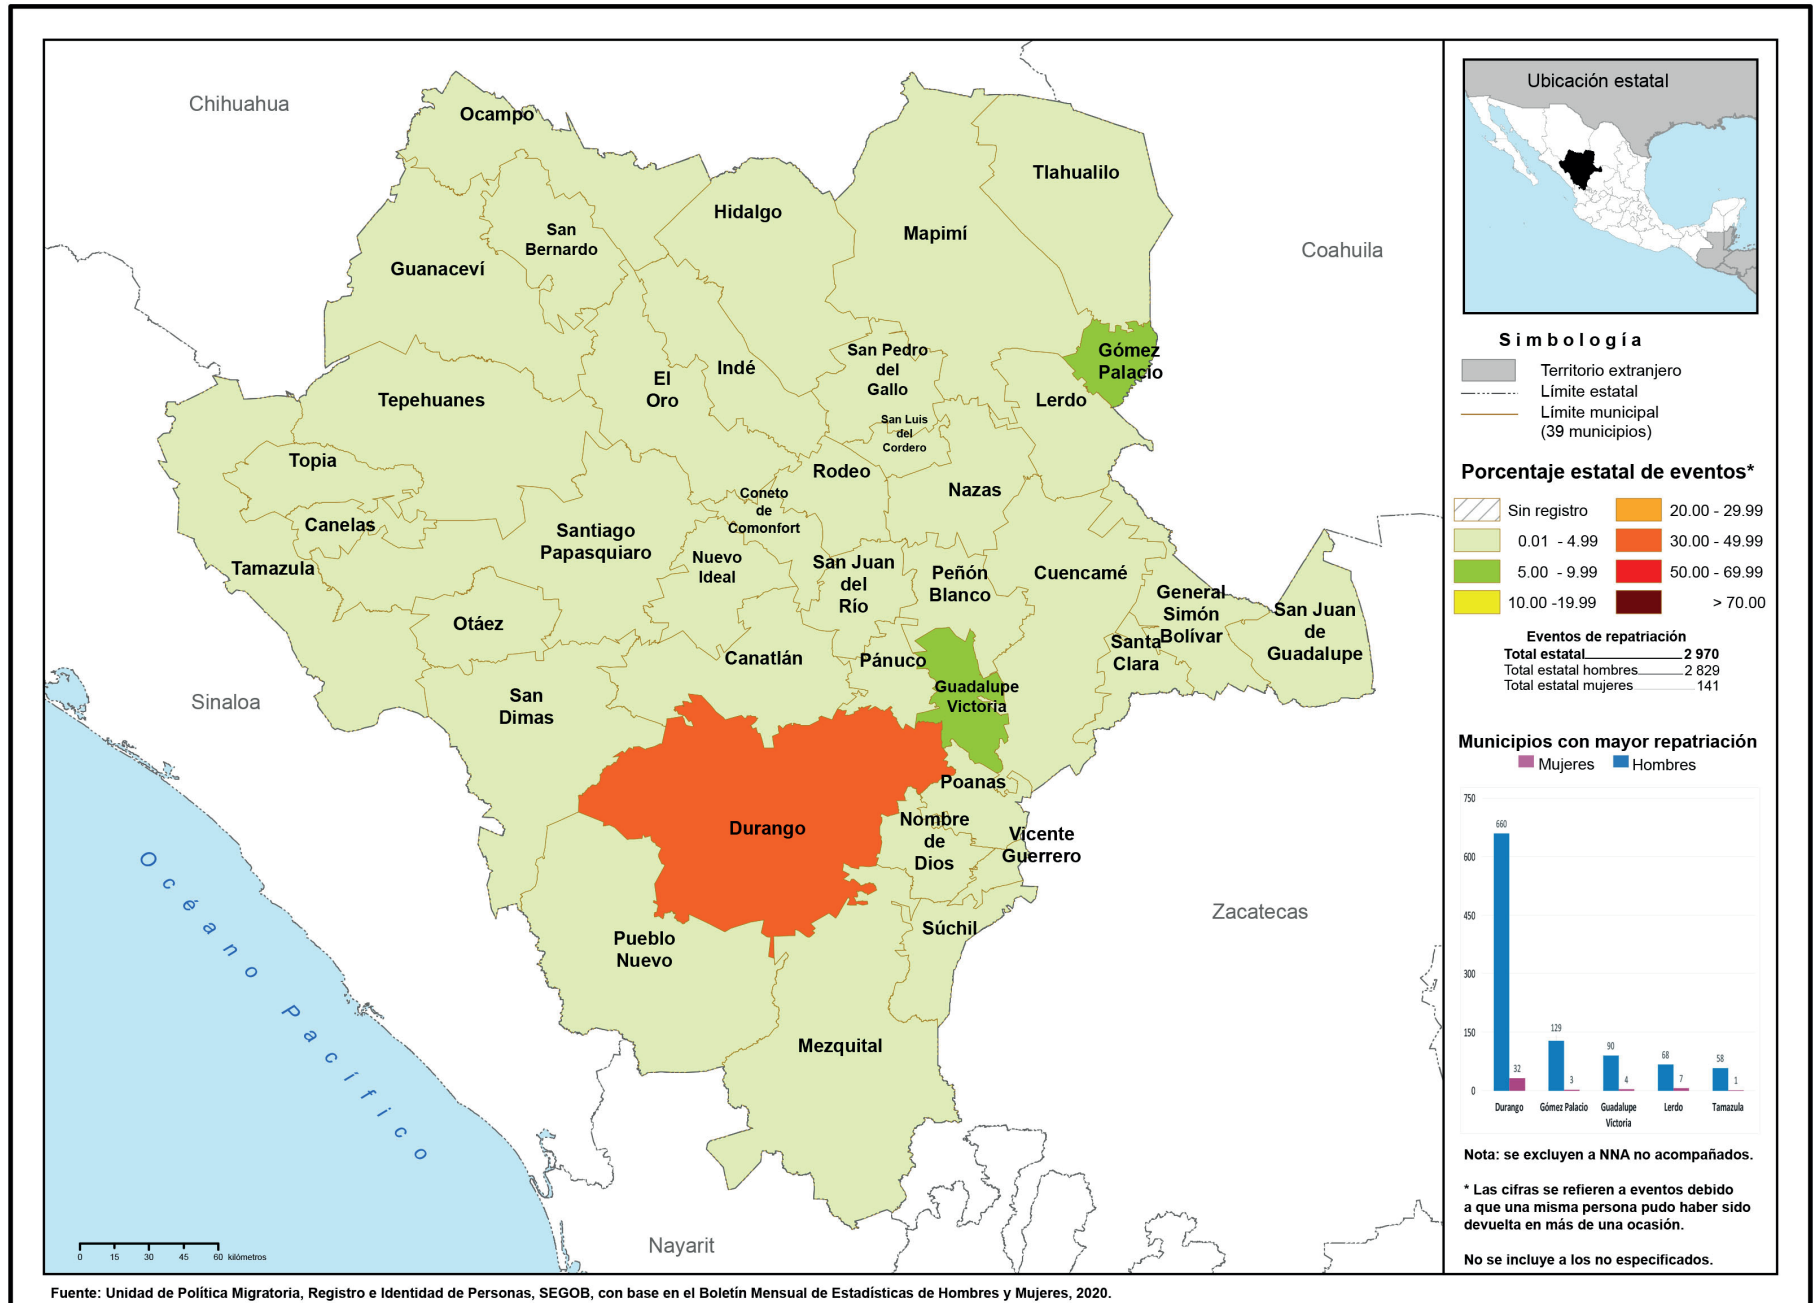 Chihuahua
Ocampo
Tlahualilo
Hidalgo
San
Bernardo
Mapimí
Guanaceví
Coahuila
Gómez
Palacio
San Pedro
del
Gallo
Indé
El
Oro
Tepehuanes
Lerdo
San Luis
del
Cordero
Topia
Rodeo
Nazas
Coneto
de
Comonfort
Canelas
Santiago
Papasquiaro
Nuevo
Ideal
San Juan
del
Río
Peñón
Blanco
Cuencamé
Tamazula
General
Simón
Bolívar
San Juan
de
Guadalupe
Otáez
Santa
Clara
Canatlán
Pánuco
Guadalupe
Victoria
Sinaloa
San
Dimas
Poanas
Durango
Nombre
de
Dios
Vicente
Guerrero
Zacatecas
Súchil
Pueblo
Nuevo
Mezquital
Océano Pacífico
Nayarit
0 15 30 45 60 kilómetros
Ubicación estatal
Simbología
Territorio extranjero
Límite estatal
Límite municipal
(39 municipios)
Porcentaje estatal de eventos*
Sin registro
0.01 - 4.99
5.00 - 9.99
10.00 -19.99
20.00 - 29.99
30.00 - 49.99
50.00 - 69.99
> 70.00
Eventos de repatriación
Total estatal 2 970
Total estatal hombres 2 829
Total estatal mujeres 141
Municipios con mayor repatriación
Mujeres Hombres
750
600
450
300
150
0
660
32
129
3
90
4
68
7
58
1
Durango
Gómez Palacio
Guadalupe
Victoria
Lerdo
Tamazula
Nota: se excluyen a NNA no acompañados.
* Las cifras se refieren a eventos debido
a que una misma persona pudo haber sido
devuelta en más de una ocasión.
No se incluye a los no especificados.
Fuente: Unidad de Política Migratoria, Registro e Identidad de Personas, SEGOB, con base en el Boletín Mensual de Estadísticas de Hombres y Mujeres, 2020.